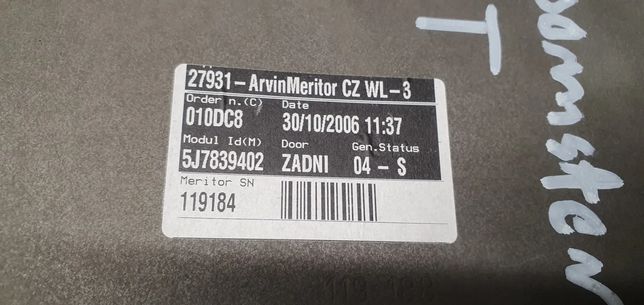 27931-ArvinMeritor CZ WL-3
Order n.(C) Date
010DC8 30/10/2006 11:37
Modul Id(M) Door Gen.Status
5J7839402 ZADNI 04 - S
Meritor SN
119184
T